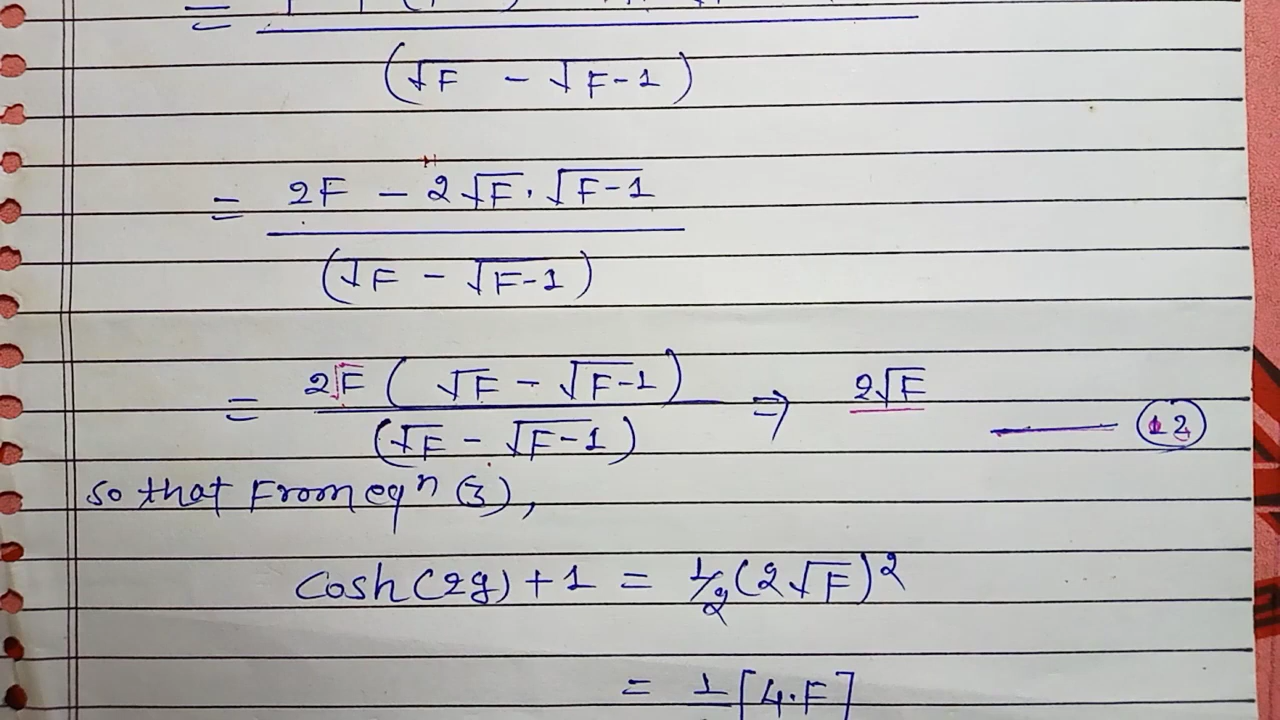 =
(√F - √F-1)
= 2F - 2√F . √F-1
(√F - √F-1)
= 2√F ( √F - √F-1) ⇒ 2√F
(√F - √F-1) —— (12)
so that From eqⁿ (3),
Cosh(2g) + 1 = 1/2 (2√F)²
= 1 [4.F]